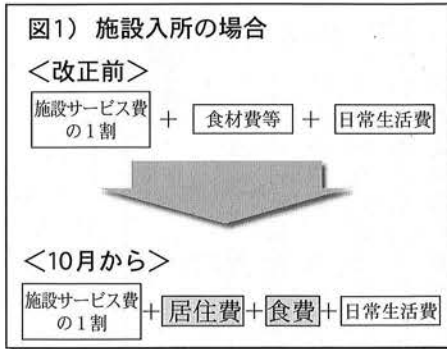 図1）施設入所の場合
＜改正前＞
施設サービス費
の1割
＋ 食材費等 ＋ 日常生活費
＜10月から＞
施設サービス費
の1割
＋居住費＋食費＋日常生活費